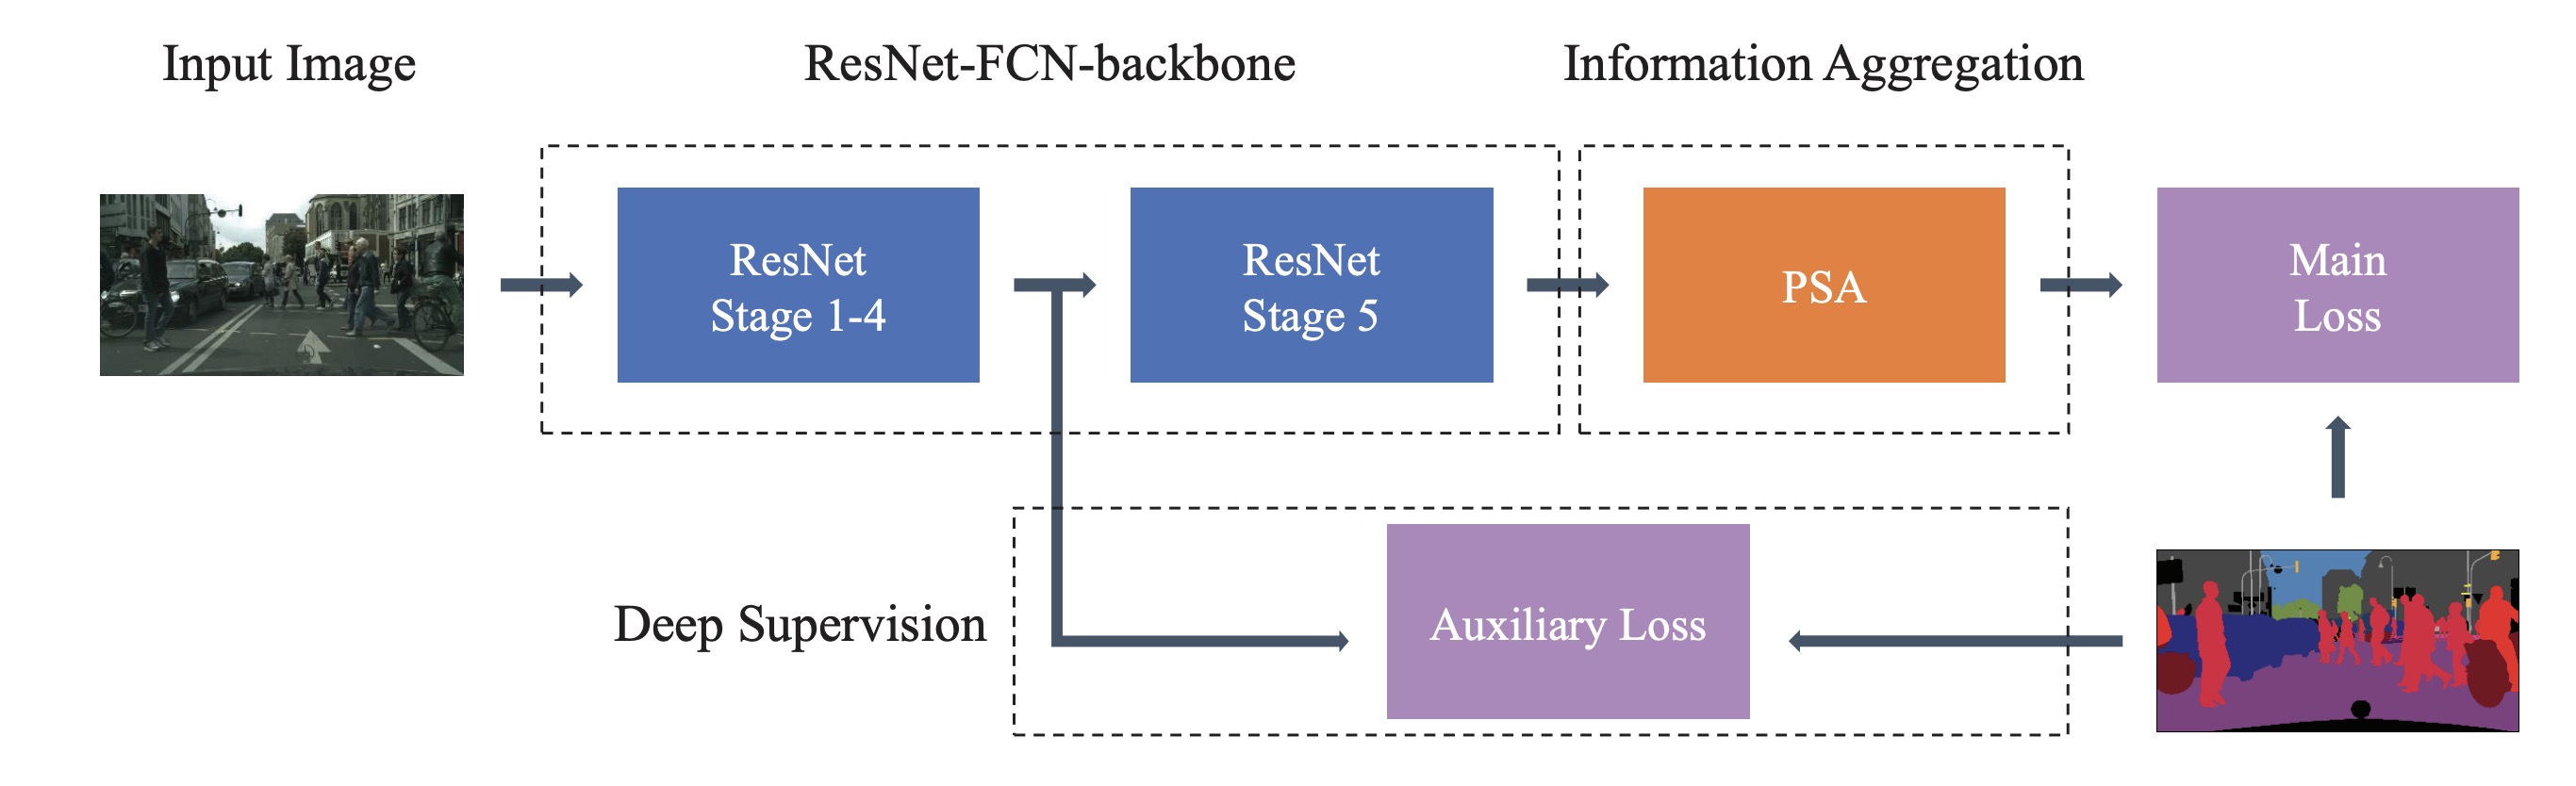 Input Image
ResNet-FCN-backbone
Information Aggregation
ResNet
Stage 1-4
ResNet
Stage 5
PSA
Main
Loss
Deep Supervision
Auxiliary Loss